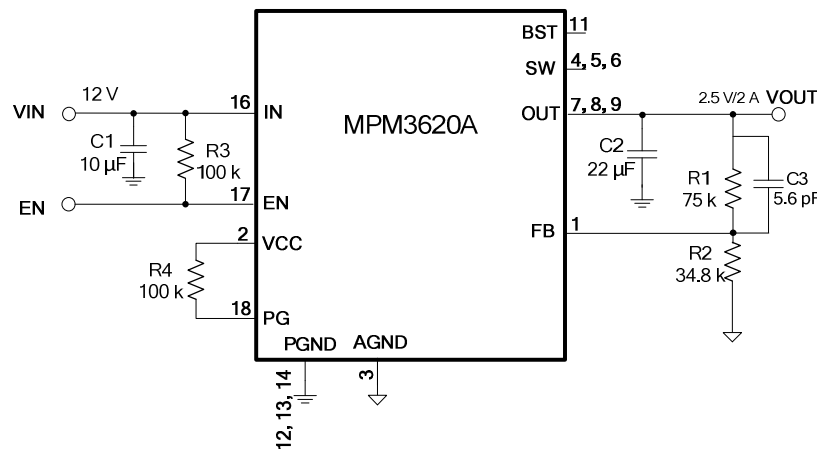 BST
11
SW
4, 5, 6
VIN
12 V
16
IN
MPM3620A
OUT
7, 8, 9
2.5 V/2 A
VOUT
C1
10 µF
R3
100 k
C2
22 µF
R1
75 k
C3
5.6 pF
EN
17
EN
2
VCC
FB
1
R2
34.8 k
R4
100 k
18
PG
PGND
AGND
12, 13, 14
3